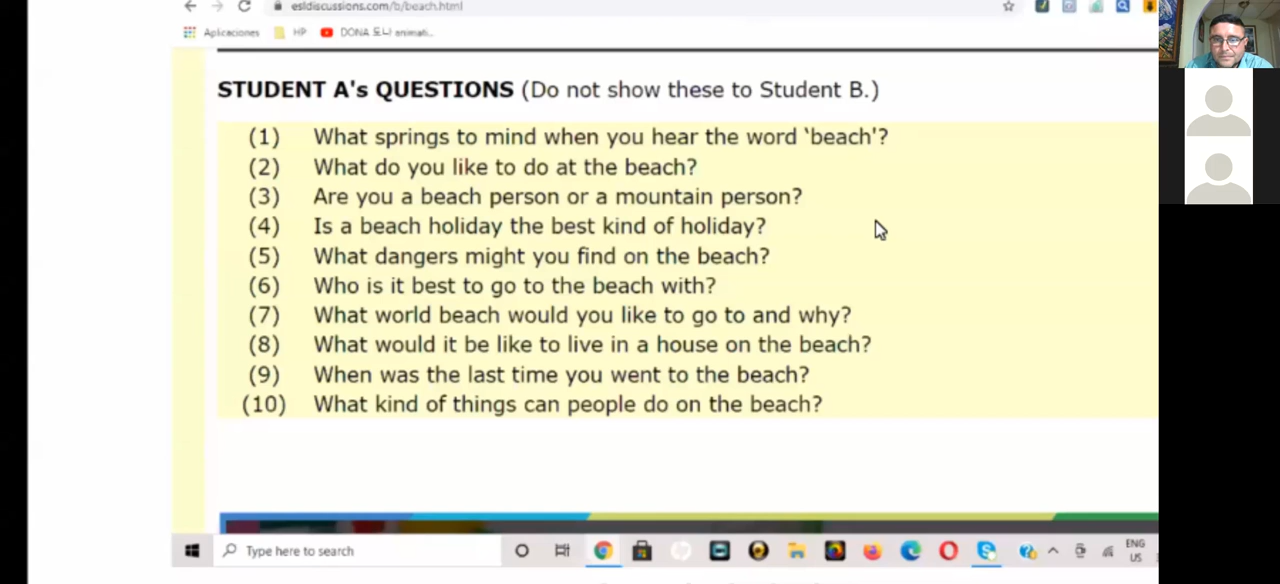 esldiscussions.com/b/beach.html
Aplicaciones HP DONA 도나 animati...
STUDENT A's QUESTIONS (Do not show these to Student B.)
(1) What springs to mind when you hear the word ‘beach'?
(2) What do you like to do at the beach?
(3) Are you a beach person or a mountain person?
(4) Is a beach holiday the best kind of holiday?
(5) What dangers might you find on the beach?
(6) Who is it best to go to the beach with?
(7) What world beach would you like to go to and why?
(8) What would it be like to live in a house on the beach?
(9) When was the last time you went to the beach?
(10) What kind of things can people do on the beach?
Type here to search
ENG
US